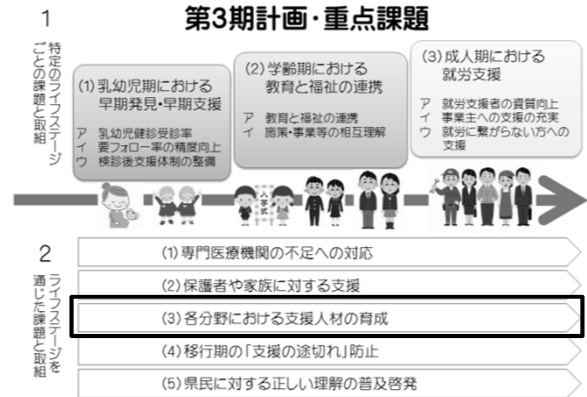 第3期計画・重点課題
1
特定のライフステージ
ごとの課題と取組
(1)乳幼児期における
早期発見・早期支援
ア 乳幼児健診受診率
イ 要フォロー率の精度向上
ウ 検診後支援体制の整備
(2)学齢期における
教育と福祉の連携
ア 教育と福祉の連携
イ 施策・事業等の相互理解
(3)成人期における
就労支援
ア 就労支援者の資質向上
イ 事業主への支援の充実
ウ 就労に繋がらない方への
支援
入学式
2
ライフステージを
通じた課題と取組
(1)専門医療機関の不足への対応
(2)保護者や家族に対する支援
(3)各分野における支援人材の育成
(4)移行期の「支援の途切れ」防止
(5)県民に対する正しい理解の普及啓発